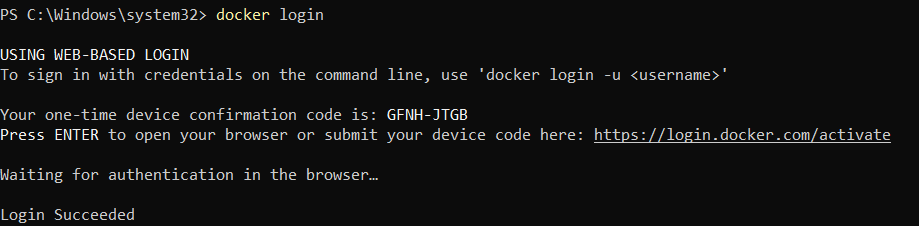 PS C:\Windows\system32> docker login
USING WEB-BASED LOGIN
To sign in with credentials on the command line, use 'docker login -u <username>'
Your one-time device confirmation code is: GFNH-JTGB
Press ENTER to open your browser or submit your device code here: https://login.docker.com/activate
Waiting for authentication in the browser…
Login Succeeded